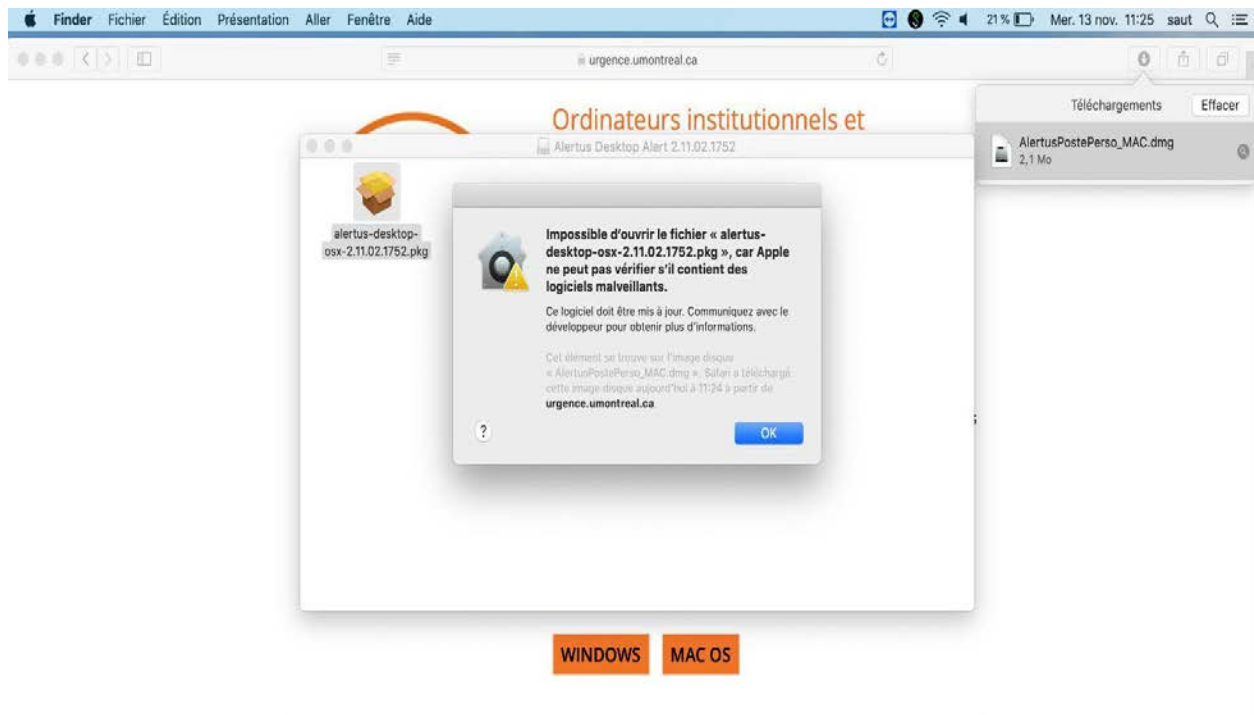 Finder Fichier Édition Présentation Aller Fenêtre Aide 21 % Mer. 13 nov. 11:25 saut
urgence.umontreal.ca
Téléchargements Effacer
AlertusPostePerso_MAC.dmg
2,1 Mo
Ordinateurs institutionnels et
Alertus Desktop Alert 2.11.02.1752
alertus-desktop-
osx-2.11.02.1752.pkg
Impossible d'ouvrir le fichier « alertus-
desktop-osx-2.11.02.1752.pkg », car Apple
ne peut pas vérifier s'il contient des
logiciels malveillants.
Ce logiciel doit être mis à jour. Communiquez avec le
développeur pour obtenir plus d'informations.
Cet élément se trouve sur l'image disque
« AlertusPostePerso_MAC.dmg ». Safari a téléchargé
cette image disque aujourd'hui à 11:24 à partir de
urgence.umontreal.ca
?
OK
s
WINDOWS MAC OS